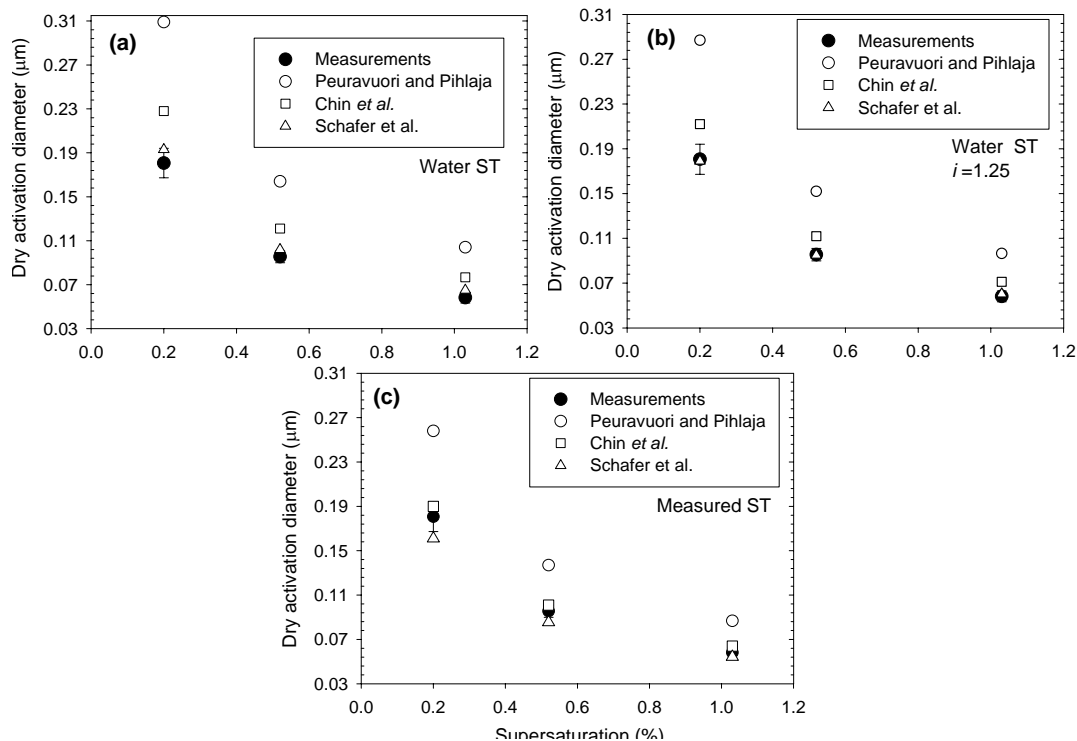 (a)
Measurements
Peuravuori and Pihlaja
Chin et al.
Schafer et al.
Water ST
Dry activation diameter (μm)
0.31
0.27
0.23
0.19
0.15
0.11
0.07
0.03
0.0 0.2 0.4 0.6 0.8 1.0 1.2
(b)
Measurements
Peuravuori and Pihlaja
Chin et al.
Schafer et al.
Water ST
i =1.25
Dry activation diameter (μm)
0.31
0.27
0.23
0.19
0.15
0.11
0.07
0.03
0.0 0.2 0.4 0.6 0.8 1.0 1.2
(c)
Measurements
Peuravuori and Pihlaja
Chin et al.
Schafer et al.
Measured ST
Dry activation diameter (μm)
0.31
0.27
0.23
0.19
0.15
0.11
0.07
0.03
0.0 0.2 0.4 0.6 0.8 1.0 1.2
Supersaturation (%)